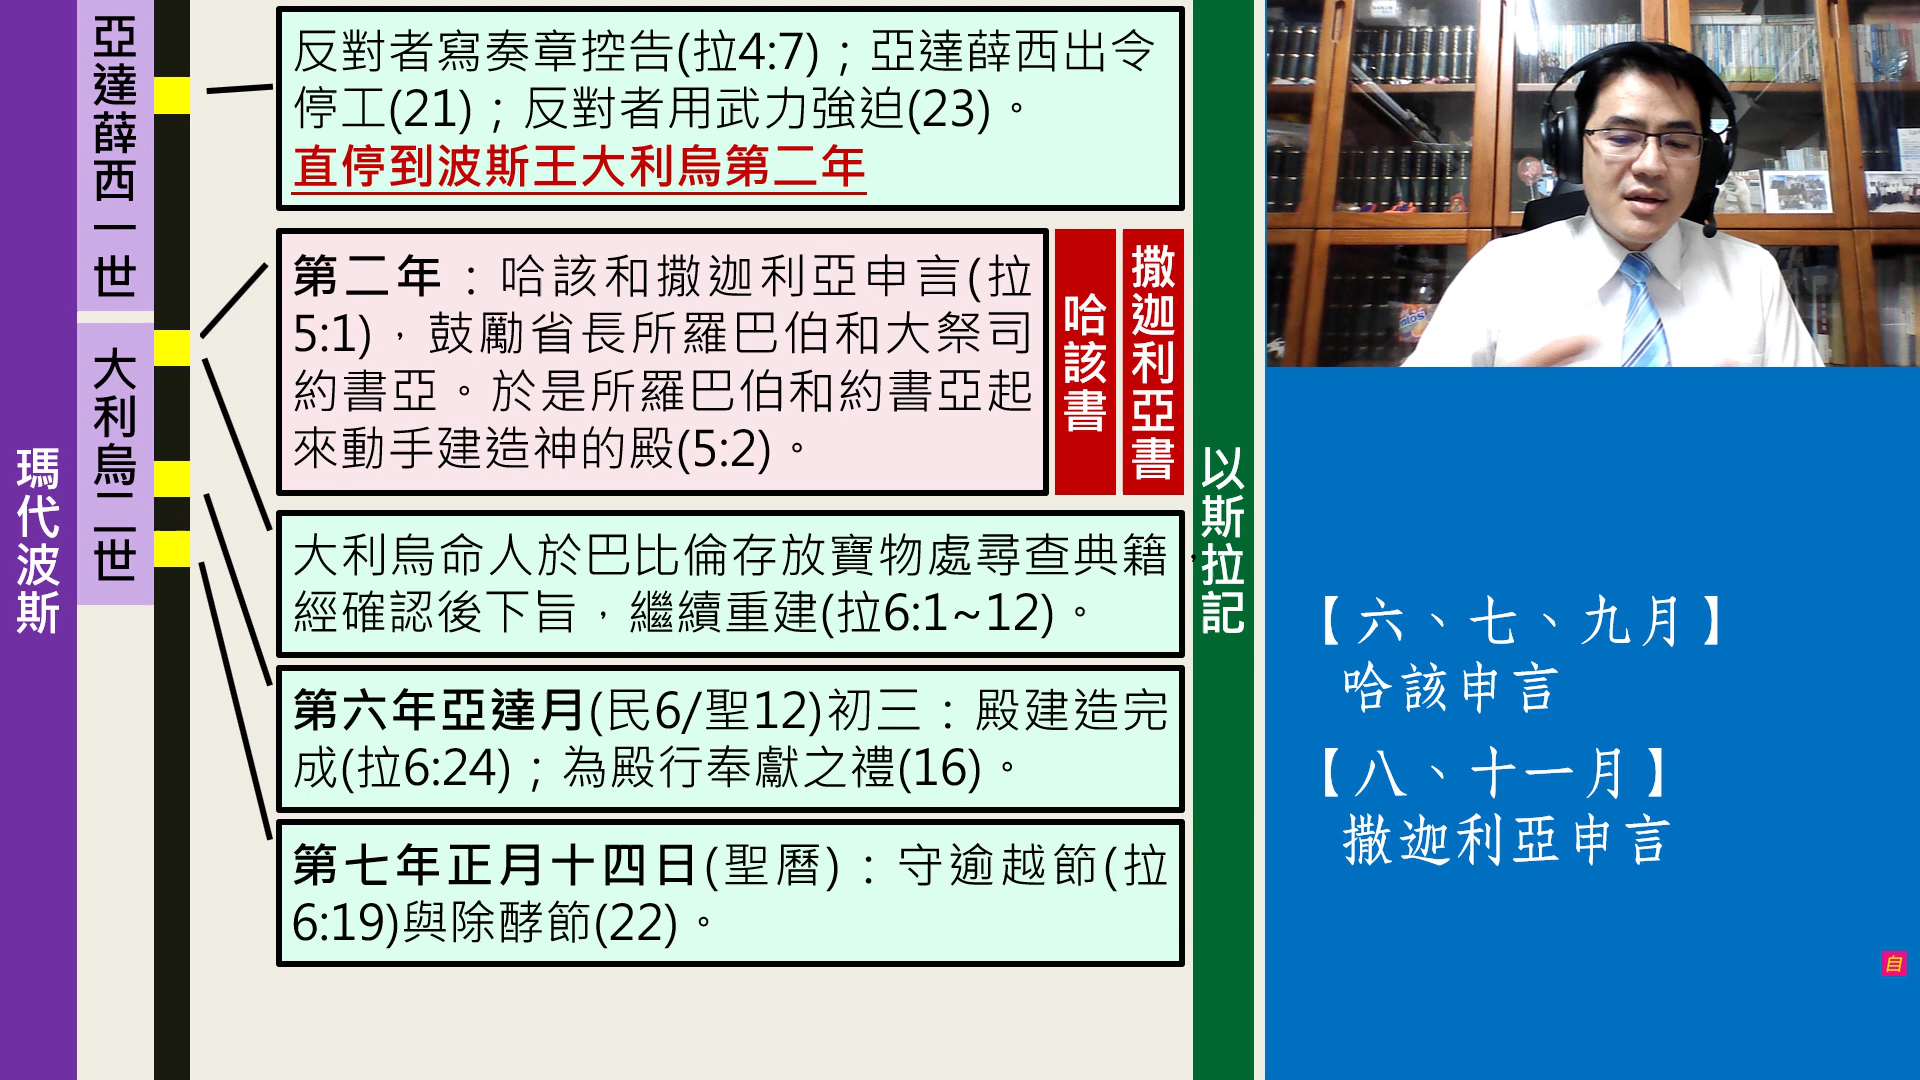 瑪代波斯
亞達薛西一世
大利烏二世
反對者寫奏章控告(拉4:7)；亞達薛西出令
停工(21)；反對者用武力強迫(23)。
直停到波斯王大利烏第二年
第二年：哈該和撒迦利亞申言(拉
5:1)，鼓勵省長所羅巴伯和大祭司
約書亞。於是所羅巴伯和約書亞起
來動手建造神的殿(5:2)。
哈該書
撒迦利亞書
大利烏命人於巴比倫存放寶物處尋查典籍，
經確認後下旨，繼續重建(拉6:1~12)。
第六年亞達月(民6/聖12)初三：殿建造完
成(拉6:24)；為殿行奉獻之禮(16)。
第七年正月十四日(聖曆)：守逾越節(拉
6:19)與除酵節(22)。
以斯拉記
【六、七、九月】
哈該申言
【八、十一月】
撒迦利亞申言
自